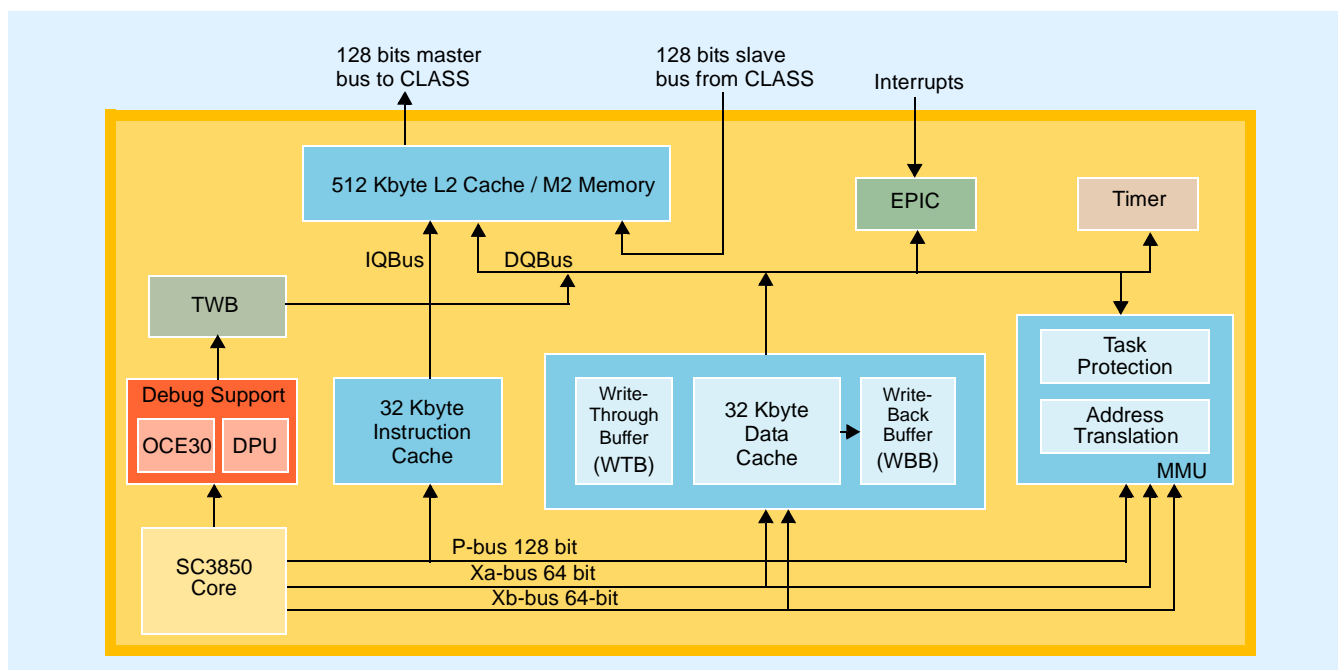 128 bits master
bus to CLASS
128 bits slave
bus from CLASS
Interrupts
512 Kbyte L2 Cache / M2 Memory
EPIC
Timer
IQBus
DQBus
TWB
Task
Protection
Address
Translation
MMU
Debug Support
OCE30
DPU
32 Kbyte
Instruction
Cache
Write-
Through
Buffer
(WTB)
32 Kbyte
Data
Cache
Write-
Back
Buffer
(WBB)
SC3850
Core
P-bus 128 bit
Xa-bus 64 bit
Xb-bus 64-bit